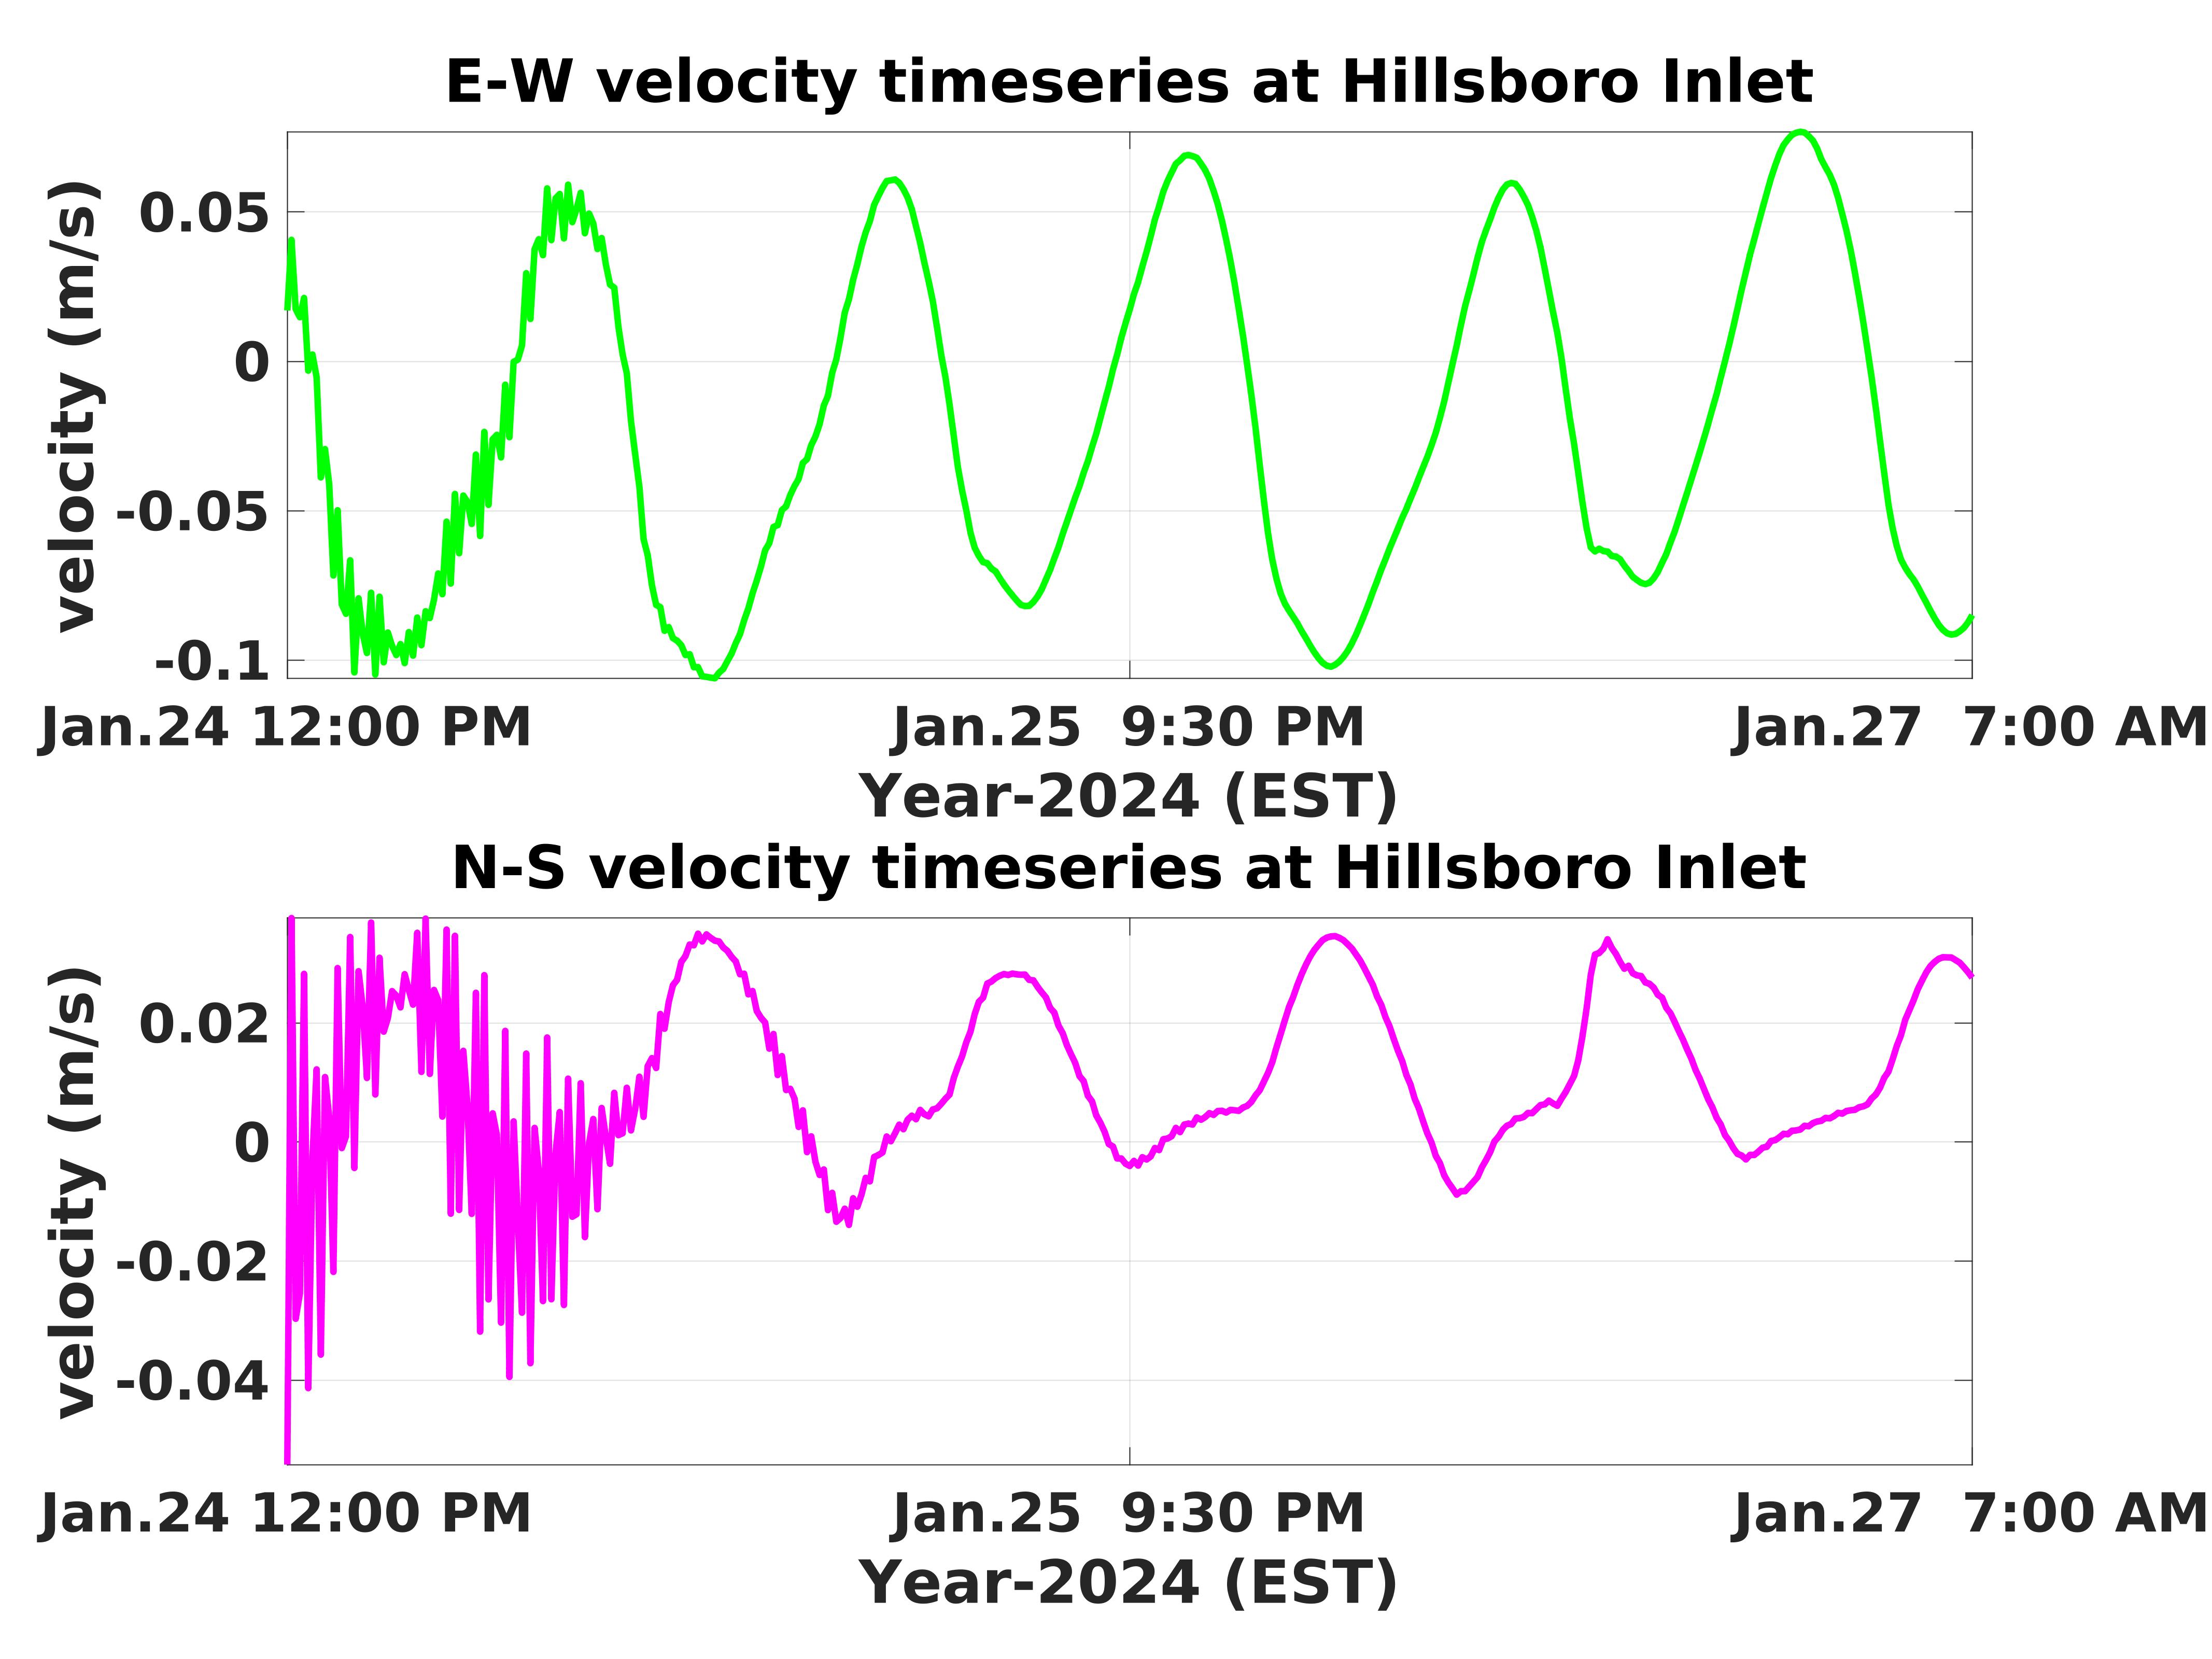 E-W velocity timeseries at Hillsboro Inlet
velocity (m/s)
0.05
0
-0.05
-0.1
Jan.24 12:00 PM Jan.25  9:30 PM Jan.27  7:00 AM
Year-2024 (EST)
N-S velocity timeseries at Hillsboro Inlet
velocity (m/s)
0.02
0
-0.02
-0.04
Jan.24 12:00 PM Jan.25  9:30 PM Jan.27  7:00 AM
Year-2024 (EST)